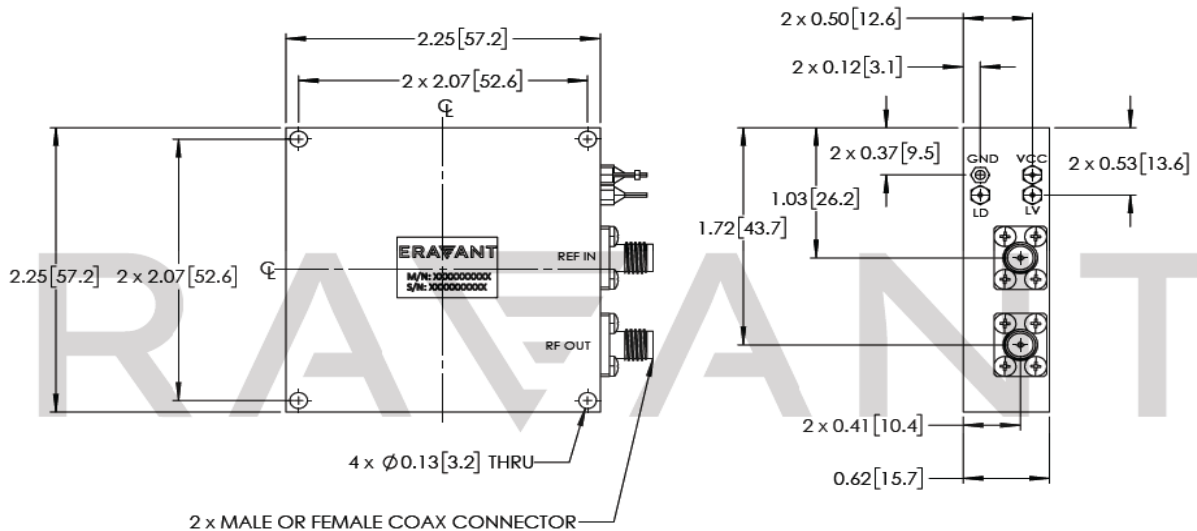 2.25[57.2]
2 x 2.07[52.6]
℄
2.25[57.2]
2 x 2.07[52.6]
℄
ERAVANT
M/N: XXXXXXXXXX
S/N: XXXXXXXXXX
REF IN
RF OUT
4 x Ø0.13[3.2] THRU
2 x MALE OR FEMALE COAX CONNECTOR
2 x 0.50[12.6]
2 x 0.12[3.1]
2 x 0.37[9.5]
1.03[26.2]
1.72[43.7]
GND VCC
LD LV
2 x 0.53[13.6]
2 x 0.41[10.4]
0.62[15.7]
RAVANT